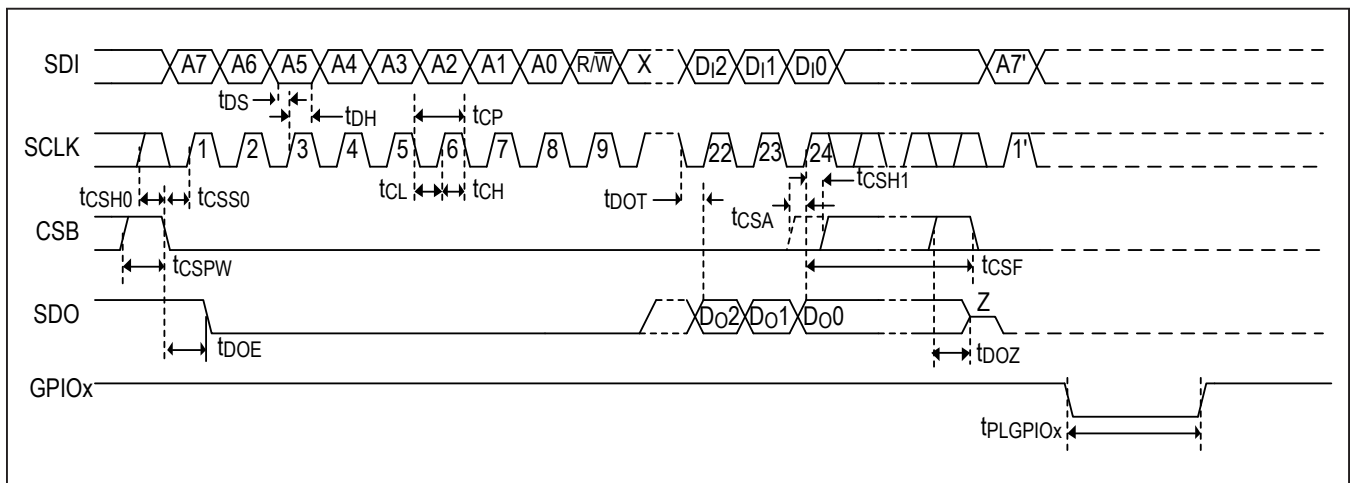 SDI A7 A6 A5 A4 A3 A2 A1 A0 R/W̅ X DI2 DI1 DI0 A7'
tDS tDH tCP
SCLK 1 2 3 4 5 6 7 8 9 22 23 24 1'
tCSH0 tCSS0 tCL tCH tDOT tCSA tCSH1
CSB
tCSPW tCSF
SDO DO2 DO1 DO0 Z
tDOE tDOZ
GPIOx
tPLGPIOx